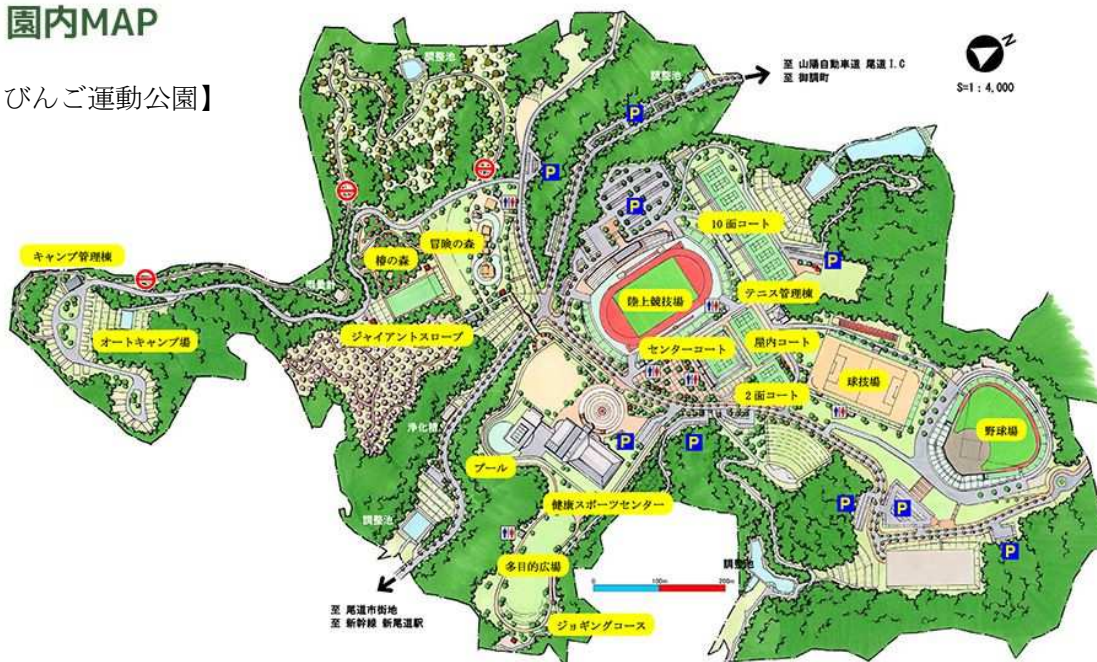 園内MAP
びんご運動公園】
至 山陽自動車道 尾道I.C
至 御調町
N
S=1:4,000
調整池
調整池
P
P
P
10面コート
P
冒険の森
椿の森
キャンプ管理棟
雨量計
陸上競技場
テニス管理棟
オートキャンプ場
ジャイアントスロープ
センターコート
屋内コート
球技場
2面コート
野球場
浄化槽
プール
P
P
健康スポーツセンター
P
P
調整池
P
多目的広場
調整池
0 100m 200m
至 尾道市街地
至 新幹線 新尾道駅
ジョギングコース